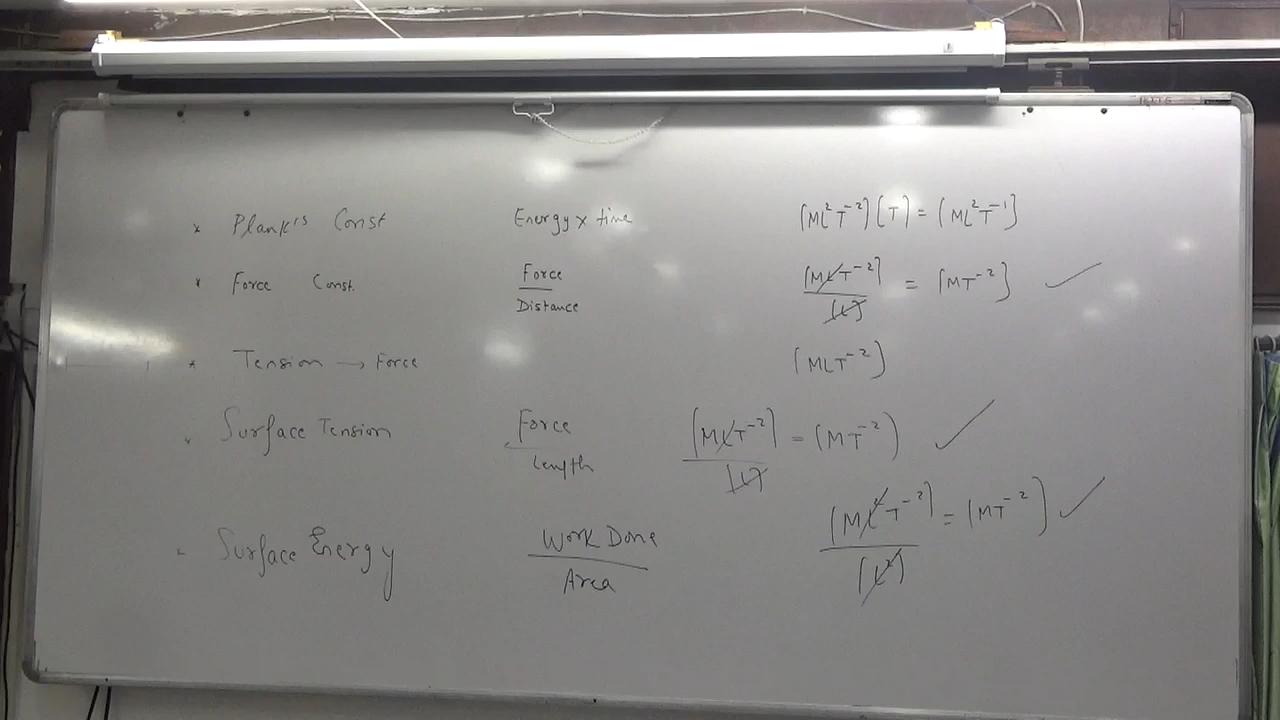 * Plank's Const Energy x time [ML²T⁻²][T] = [ML²T⁻¹]
* Force Const. Force / Distance [MLT⁻²] / [L] = [MT⁻²] ✓
* Tension → Force [MLT⁻²]
* Surface Tension Force / Length [MLT⁻²] / [L] = [MT⁻²] ✓
* Surface Energy Work Done / Area [ML²T⁻²] / [L²] = [MT⁻²] ✓